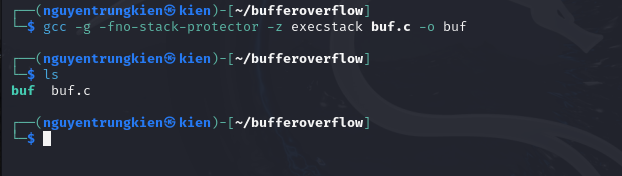 ┌──(nguyentrungkien㉿kien)-[~/bufferoverflow]
└─$ gcc -g -fno-stack-protector -z execstack buf.c -o buf
┌──(nguyentrungkien㉿kien)-[~/bufferoverflow]
└─$ ls
buf  buf.c
┌──(nguyentrungkien㉿kien)-[~/bufferoverflow]
└─$